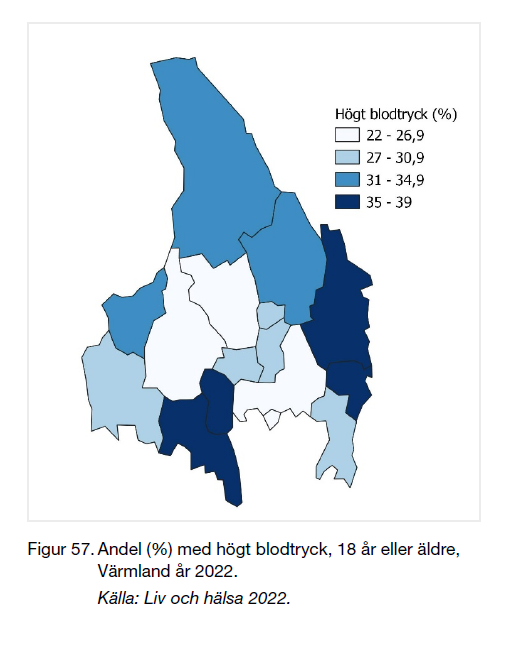 Högt blodtryck (%)
22 - 26,9
27 - 30,9
31 - 34,9
35 - 39
Figur 57. Andel (%) med högt blodtryck, 18 år eller äldre,
Värmland år 2022.
Källa: Liv och hälsa 2022.